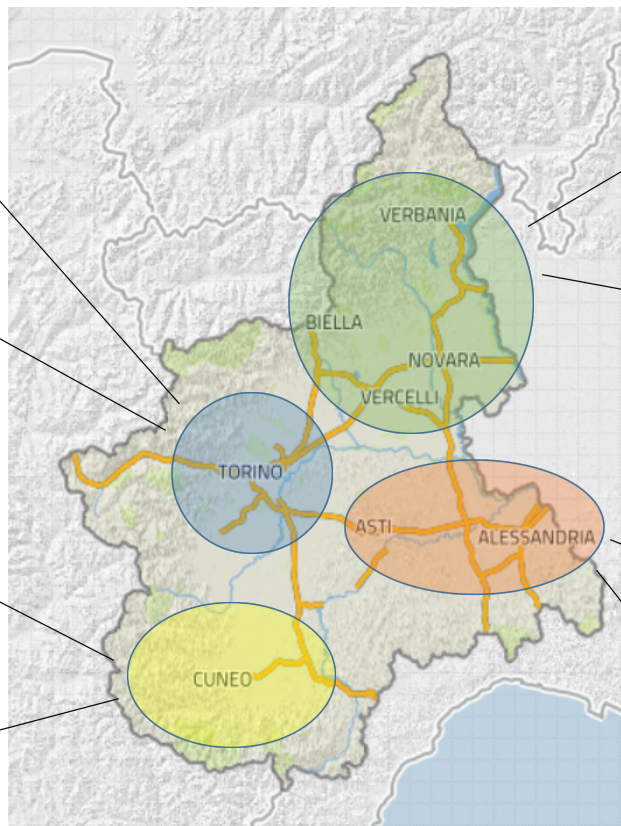 VERBANIA
BIELLA
NOVARA
VERCELLI
TORINO
ASTI
ALESSANDRIA
CUNEO